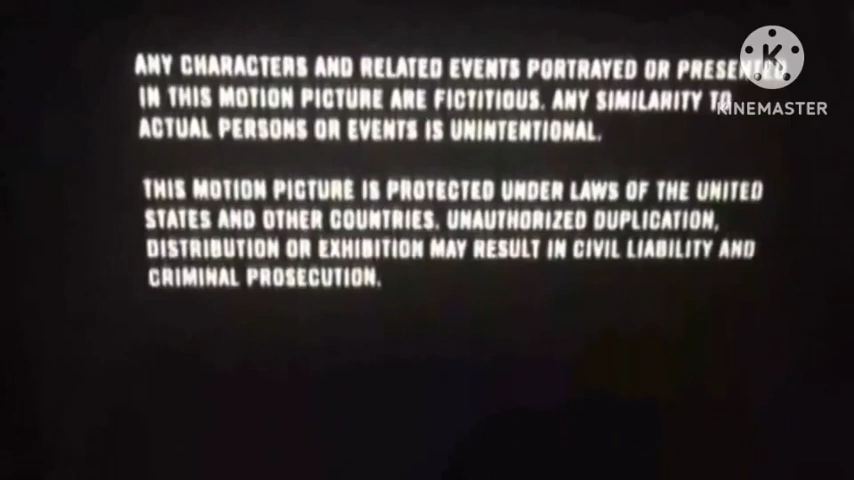 ANY CHARACTERS AND RELATED EVENTS PORTRAYED OR PRESENTED
IN THIS MOTION PICTURE ARE FICTITIOUS. ANY SIMILARITY TO
ACTUAL PERSONS OR EVENTS IS UNINTENTIONAL.
THIS MOTION PICTURE IS PROTECTED UNDER LAWS OF THE UNITED
STATES AND OTHER COUNTRIES. UNAUTHORIZED DUPLICATION,
DISTRIBUTION OR EXHIBITION MAY RESULT IN CIVIL LIABILITY AND
CRIMINAL PROSECUTION.
K
KINEMASTER